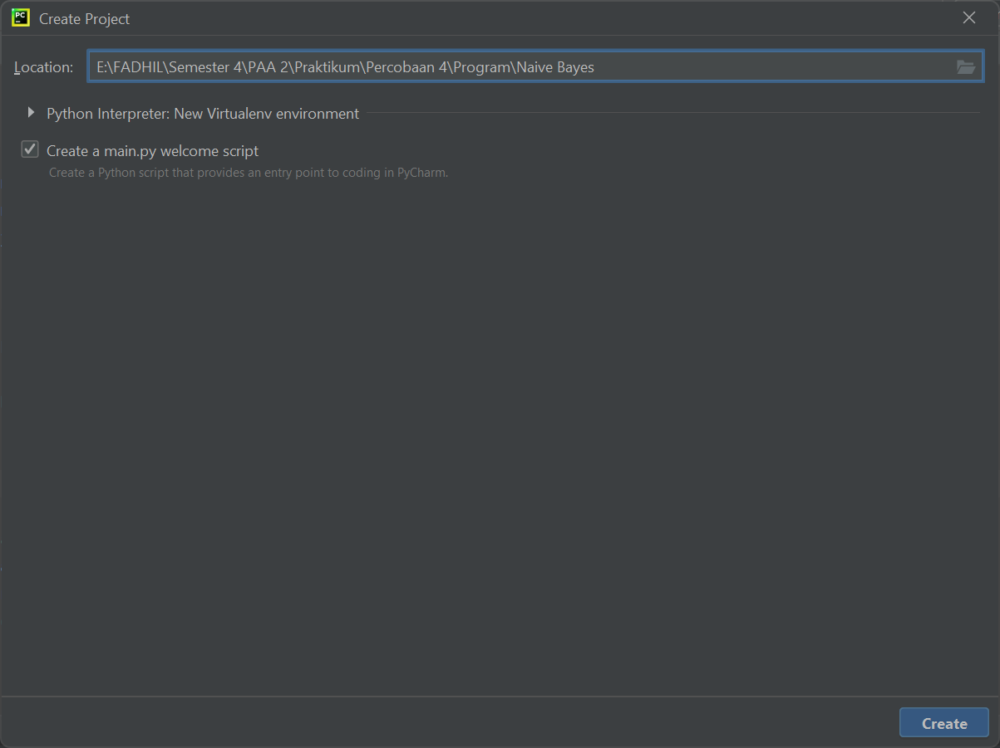 PC
Create Project
Location: E:\FADHIL\Semester 4\PAA 2\Praktikum\Percobaan 4\Program\Naive Bayes
Python Interpreter: New Virtualenv environment
Create a main.py welcome script
Create a Python script that provides an entry point to coding in PyCharm.
Create